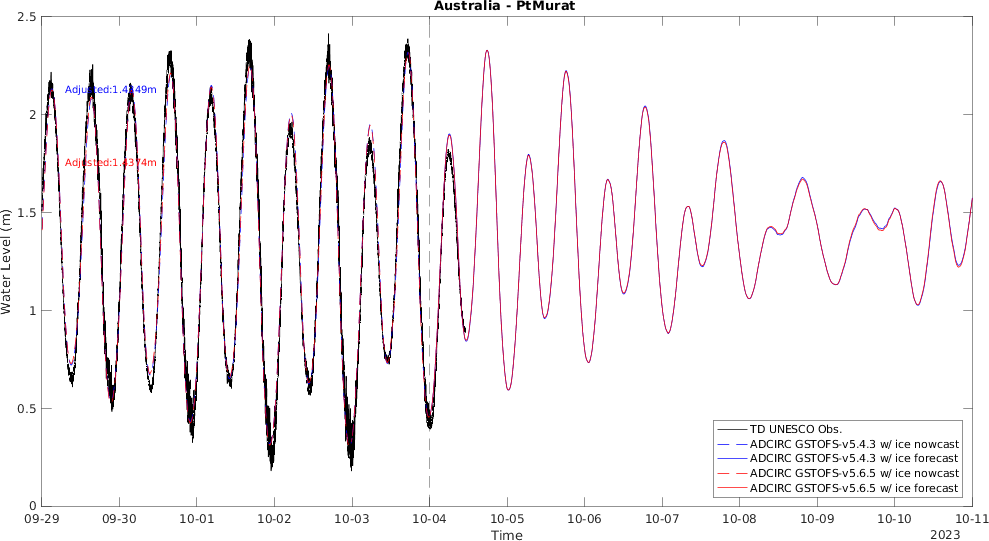 Australia - PtMurat
2.5
2
1.5
1
0.5
0
Water Level (m)
Adjusted:1.4349m
Adjusted:1.4374m
TD UNESCO Obs.
ADCIRC GSTOFS-v5.4.3 w/ ice nowcast
ADCIRC GSTOFS-v5.4.3 w/ ice forecast
ADCIRC GSTOFS-v5.6.5 w/ ice nowcast
ADCIRC GSTOFS-v5.6.5 w/ ice forecast
09-29 09-30 10-01 10-02 10-03 10-04 10-05 10-06 10-07 10-08 10-09 10-10 10-11
Time
2023